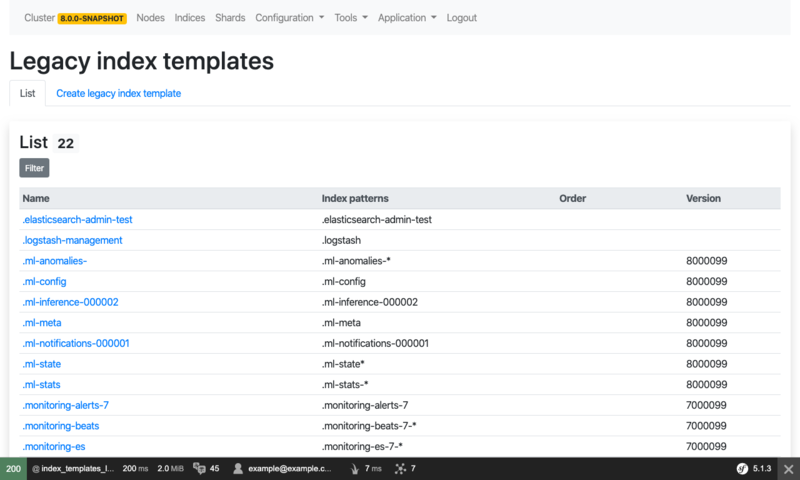 Cluster 8.0.0-SNAPSHOT Nodes Indices Shards Configuration Tools Application Logout
Legacy index templates
List Create legacy index template
List 22
Filter
Name Index patterns Order Version
.elasticsearch-admin-test .elasticsearch-admin-test
.logstash-management .logstash
.ml-anomalies- .ml-anomalies-* 8000099
.ml-config .ml-config 8000099
.ml-inference-000002 .ml-inference-000002 8000099
.ml-meta .ml-meta 8000099
.ml-notifications-000001 .ml-notifications-000001 8000099
.ml-state .ml-state* 8000099
.ml-stats .ml-stats-* 8000099
.monitoring-alerts-7 .monitoring-alerts-7 7000099
.monitoring-beats .monitoring-beats-7-* 7000099
.monitoring-es .monitoring-es-7-* 7000099
200 @ index_templates_l... 200 ms 2.0 MiB 45 example@example.c... 7 ms 7 sf 5.1.3